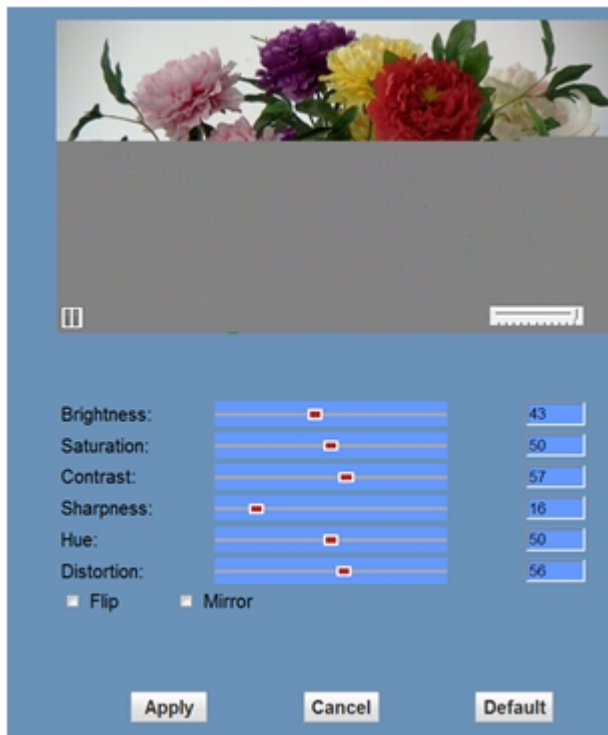 Brightness: 43
Saturation: 50
Contrast: 57
Sharpness: 16
Hue: 50
Distortion: 56
Flip Mirror
Apply Cancel Default